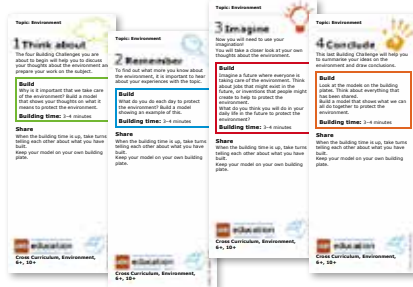 Topic: Environment
1 Think about
The four Building Challenges you are
about to begin will help you to discuss
your thoughts about the environment an
prepare your work on the subject.
Build
Why is it important that we take care
of the environment? Build a model
that shows your thoughts on what it
means to protect the environment.
Building time: 3–4 minutes
Share
When the building time is up, take turns
telling each other about what you have
built.
Keep your model on your own building
plate.
education
Cross Curriculum, Environment,
6+, 10+
Topic: Environment
2 Remember
To find out what more you know about
the environment, it is important to hear
about your experiences with the topic.
Build
What do you do each day to protect
the environment? Build a model
showing an example of this.
Building time: 3–4 minutes
Share
When the building time is up, take turns
telling each other about what you have
built.
Keep your model on your own building
plate.
education
Cross Curriculum, Environment,
6+, 10+
Topic: Environment
3 Imagine
Now you will need to use your
imagination!
You will take a closer look at your own
thoughts about the environment.
Build
Imagine a future where everyone is
taking care of the environment. Think
about jobs that might exist in the
future, or inventions that people might
create to help to protect the
environment.
What do you think you will do in your
daily life in the future to protect the
environment?
Building time: 3–4 minutes
Share
When the building time is up, take turns
telling each other about what you have
built.
Keep your model on your own building
plate.
education
Cross Curriculum, Environment,
6+, 10+
Topic: Environment
4 Conclude
The last Building Challenge will help you
to summarise your ideas on the
environment and draw conclusions.
Build
Look at the models on the building
plates. Think about everything that
has been shared.
Build a model that shows what we can
all do together to protect the
environment.
Building time: 3–4 minutes
Share
When the building time is up, take turns
telling each other about what you have
built.
Keep your model on your own building
plate.
education
Cross Curriculum, Environment,
6+, 10+